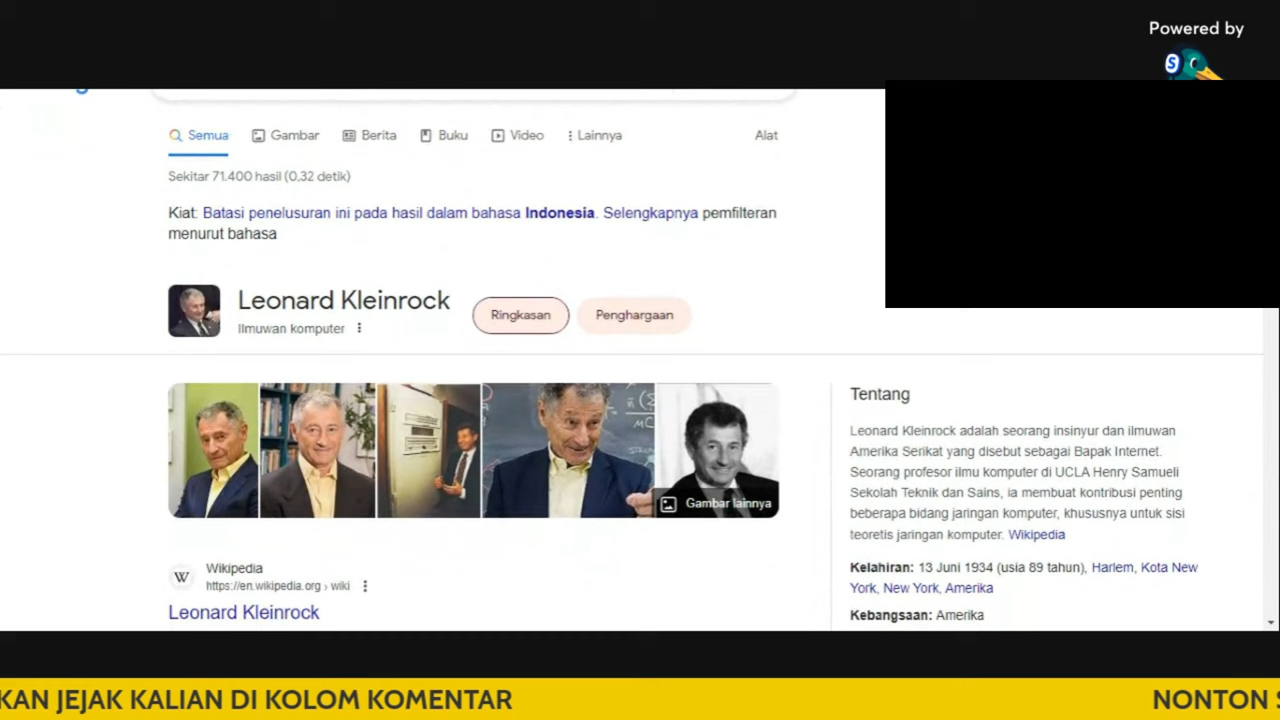 Powered by
S
Semua Gambar Berita Buku Video Lainnya Alat
Sekitar 71.400 hasil (0,32 detik)
Kiat: Batasi penelusuran ini pada hasil dalam bahasa Indonesia. Selengkapnya pemfilteran
menurut bahasa
Leonard Kleinrock
Ilmuwan komputer
Ringkasan
Penghargaan
Gambar lainnya
Tentang
Leonard Kleinrock adalah seorang insinyur dan ilmuwan
Amerika Serikat yang disebut sebagai Bapak Internet.
Seorang profesor ilmu komputer di UCLA Henry Samueli
Sekolah Teknik dan Sains, ia membuat kontribusi penting
beberapa bidang jaringan komputer, khususnya untuk sisi
teoretis jaringan komputer. Wikipedia
Kelahiran: 13 Juni 1934 (usia 89 tahun), Harlem, Kota New
York, New York, Amerika
Kebangsaan: Amerika
W
Wikipedia
https://en.wikipedia.org › wiki
Leonard Kleinrock
KAN JEJAK KALIAN DI KOLOM KOMENTAR
NONTON